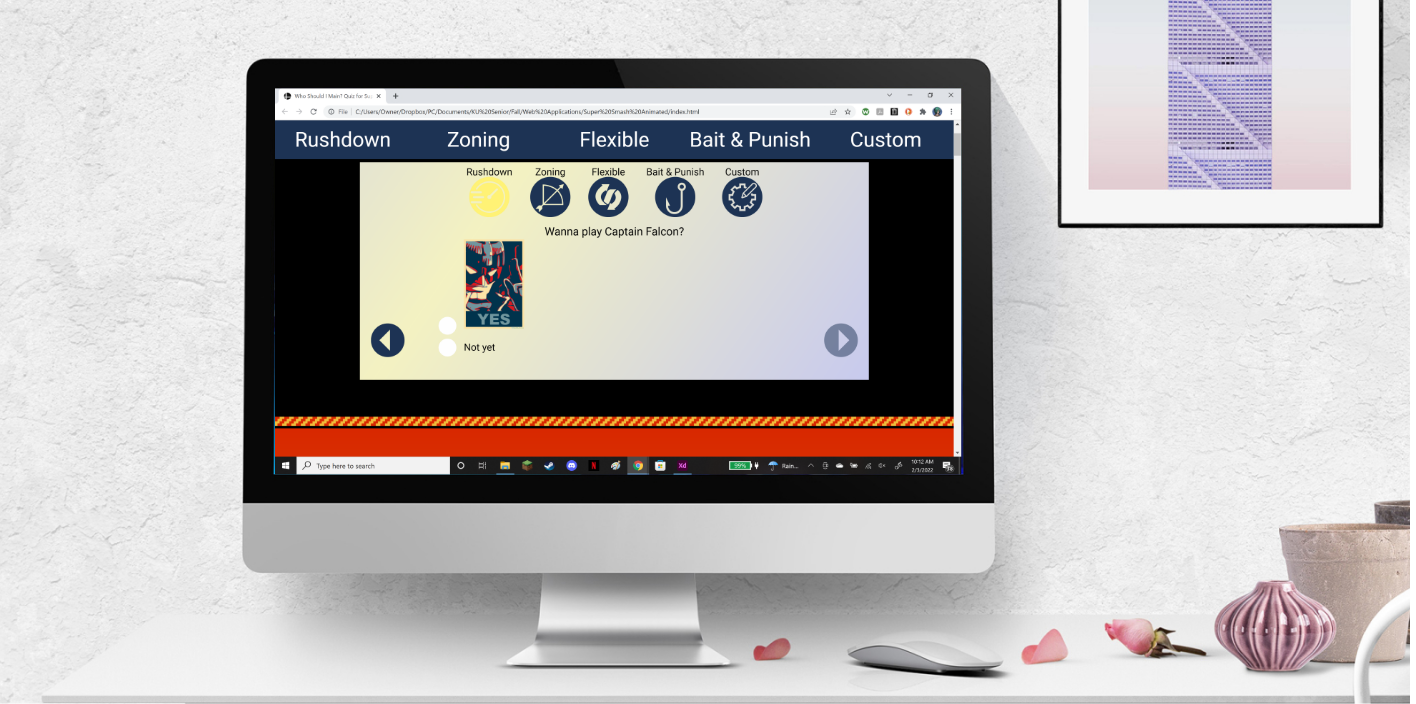 Who Should I Main? Quiz for Su
File C:/Users/Owner/Dropbox/PC/Documents/KU%20Senior/Fall/Web%20Applications/Super%20Smash%20Animated/index.html
Rushdown Zoning Flexible Bait & Punish Custom
Rushdown Zoning Flexible Bait & Punish Custom
Wanna play Captain Falcon?
YES
Not yet
Type here to search
N
Xd
99%
Rain...
10:12 AM
2/3/2022